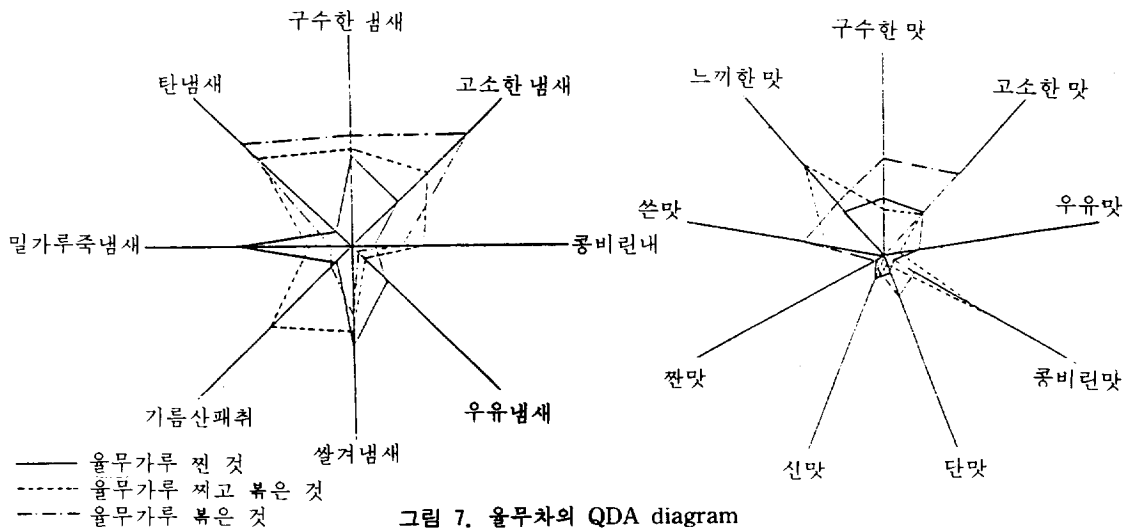 구수한 냄새
탄냄새
고소한 냄새
밀가루죽냄새
콩비린내
기름산패취
우유냄새
쌀겨냄새
구수한 맛
느끼한 맛
고소한 맛
쓴맛
우유맛
짠맛
콩비린맛
신맛
단맛
율무가루 찐 것
율무가루 찌고 볶은 것
율무가루 볶은 것
그림 7. 율무차의 QDA diagram